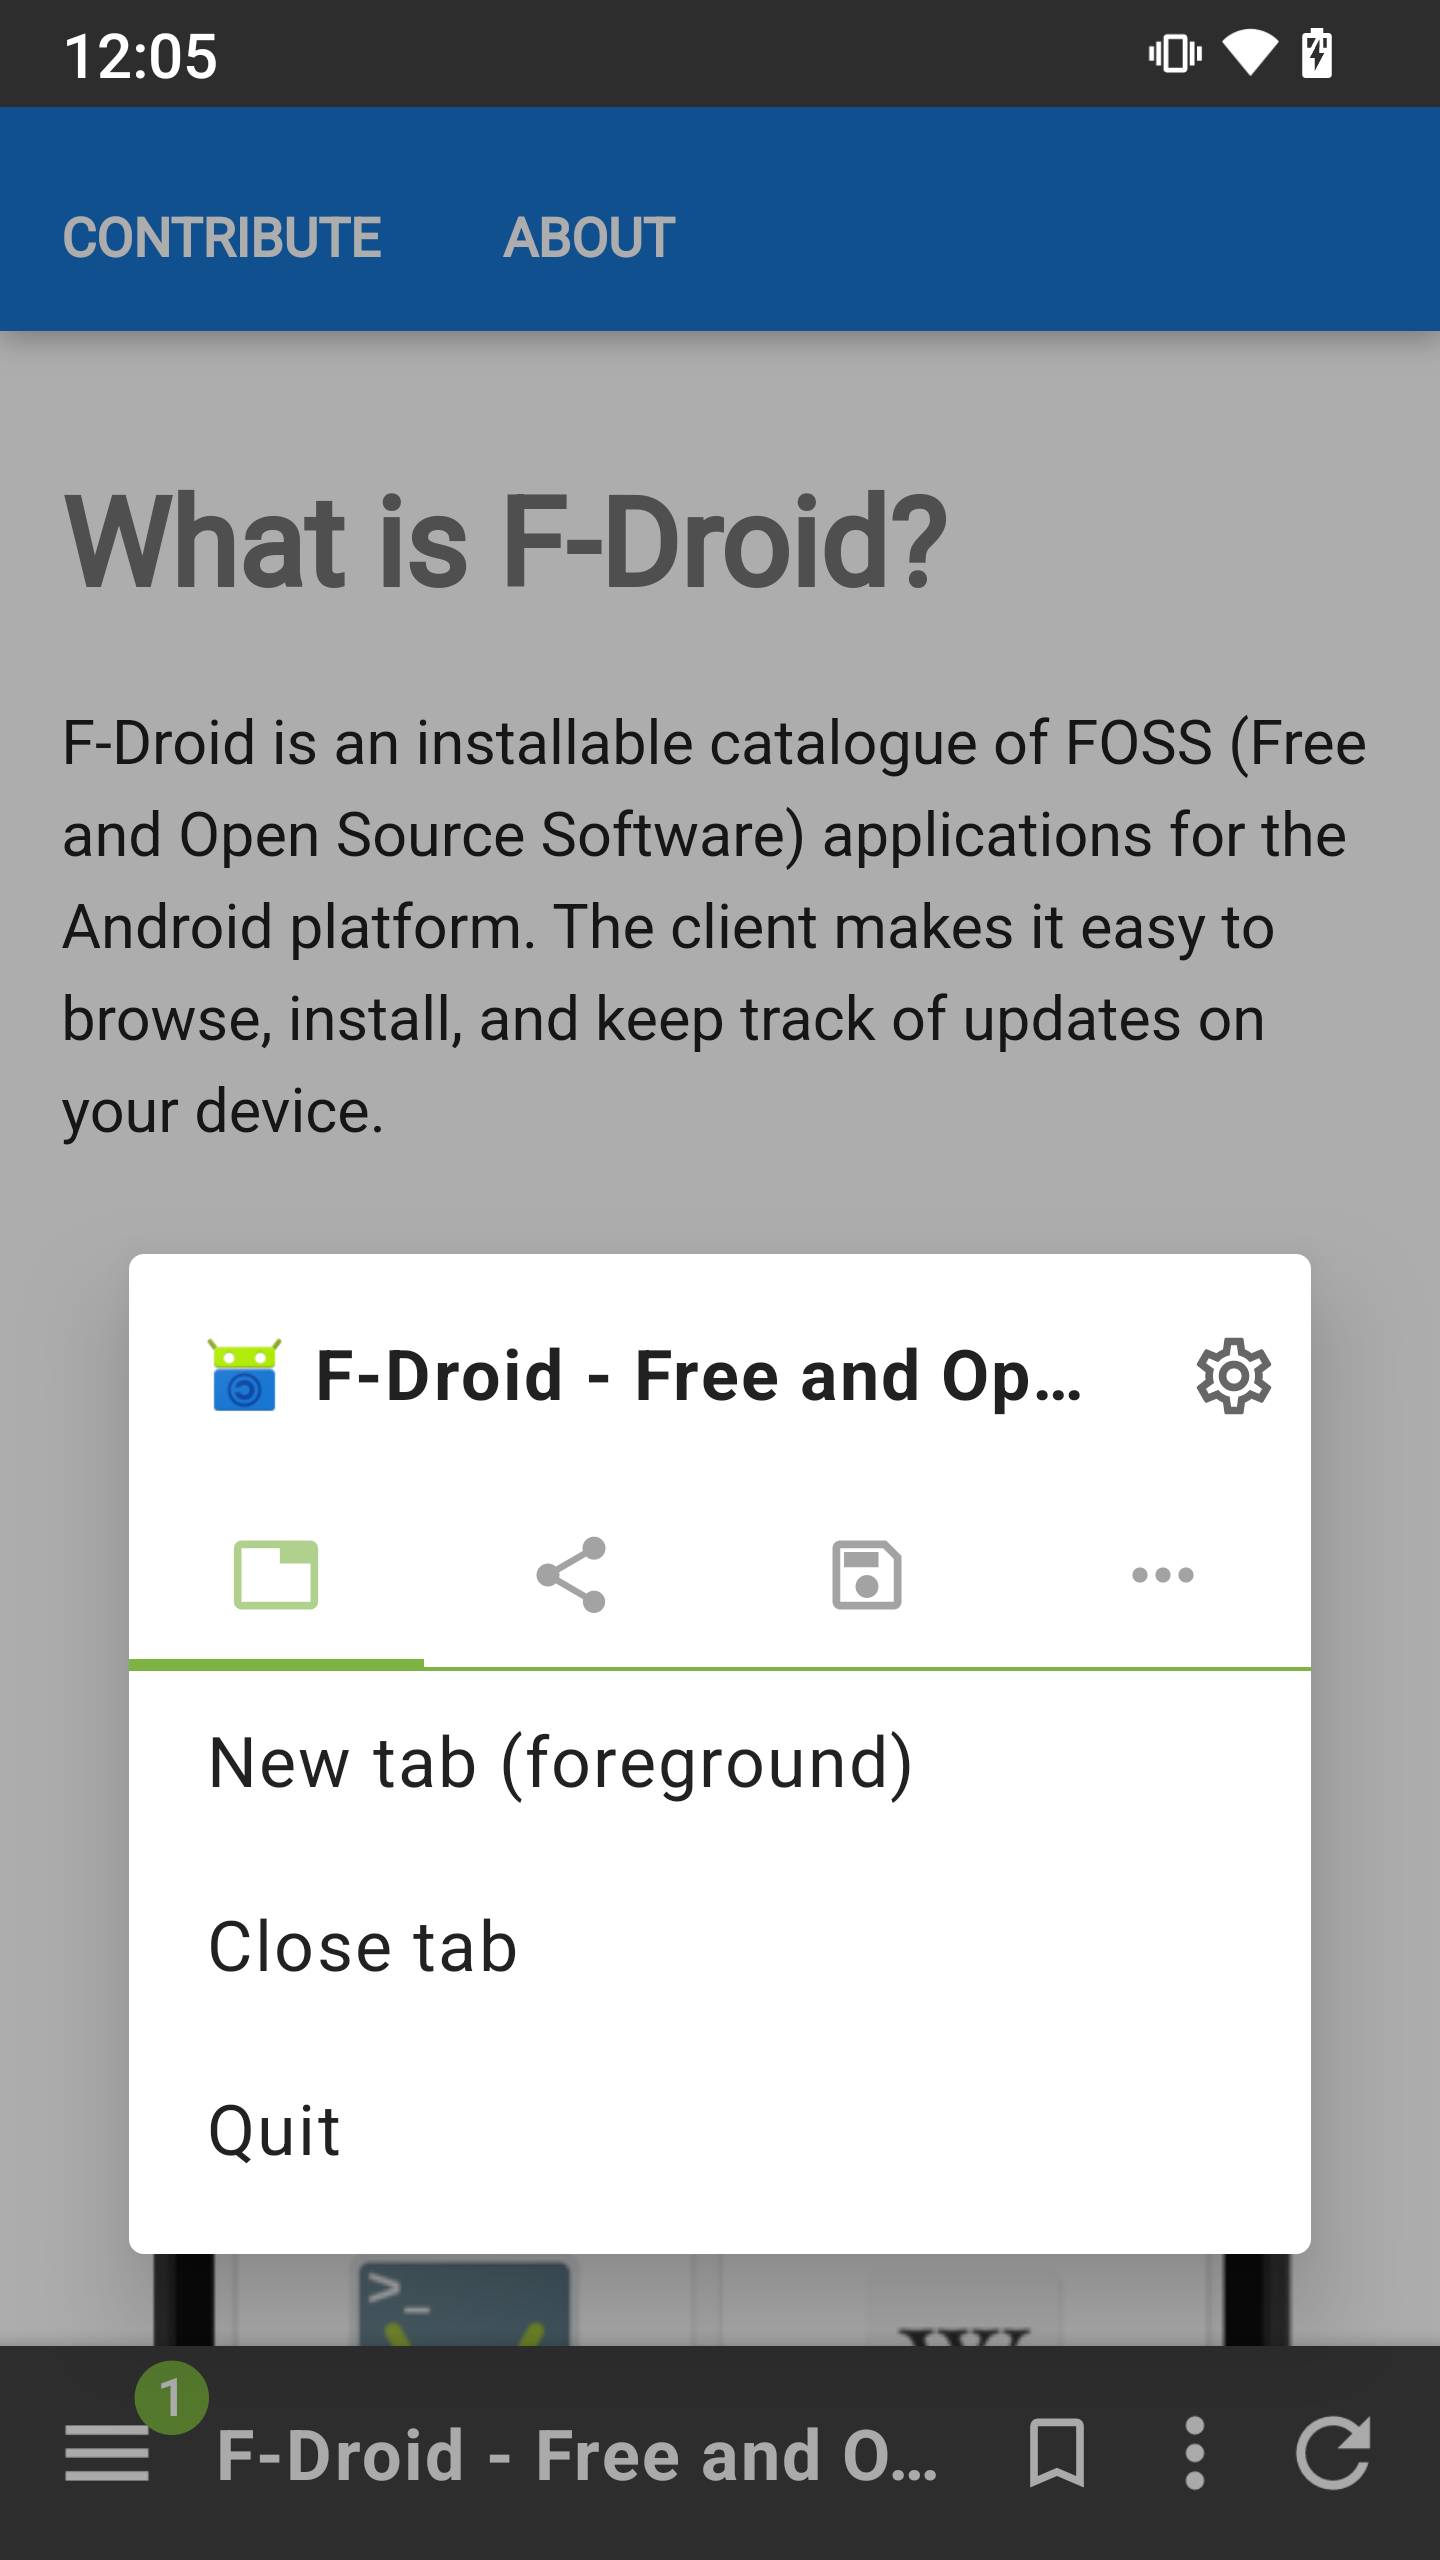 12:05
CONTRIBUTE ABOUT
What is F-Droid?
F-Droid is an installable catalogue of FOSS (Free
and Open Source Software) applications for the
Android platform. The client makes it easy to
browse, install, and keep track of updates on
your device.
F-Droid - Free and Op…
New tab (foreground)
Close tab
Quit
>_
W
1
F-Droid - Free and O…